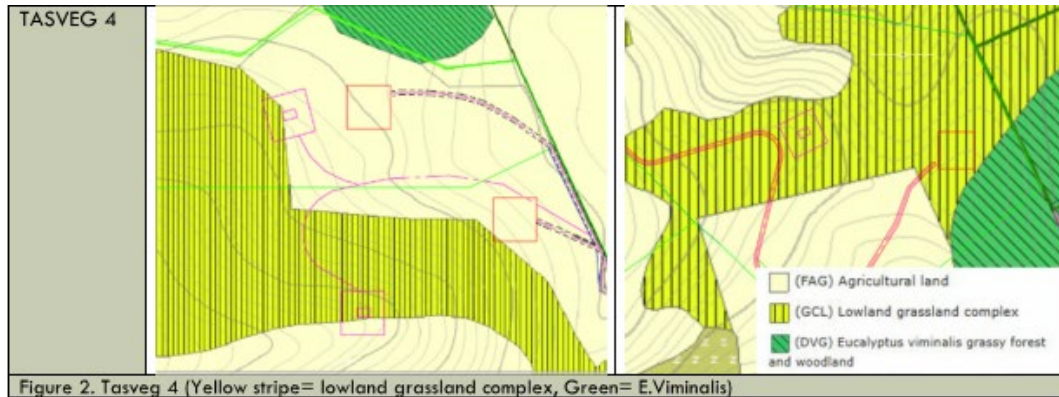 TASVEG 4
(FAG) Agricultural land
(GCL) Lowland grassland complex
(DVG) Eucalyptus viminalis grassy forest
and woodland
Figure 2. Tasveg 4 (Yellow stripe= lowland grassland complex, Green= E.Viminalis)